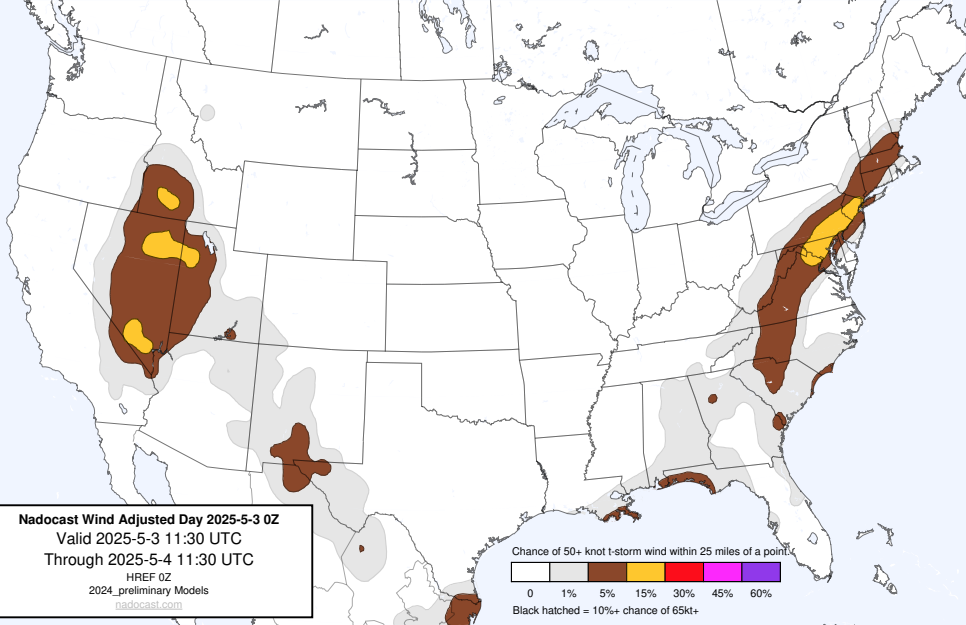 Nadocast Wind Adjusted Day 2025-5-3 0Z
Valid 2025-5-3 11:30 UTC
Through 2025-5-4 11:30 UTC
HREF 0Z
2024_preliminary Models
nadocast.com
Chance of 50+ knot t-storm wind within 25 miles of a point.
0 1% 5% 15% 30% 45% 60%
Black hatched = 10%+ chance of 65kt+